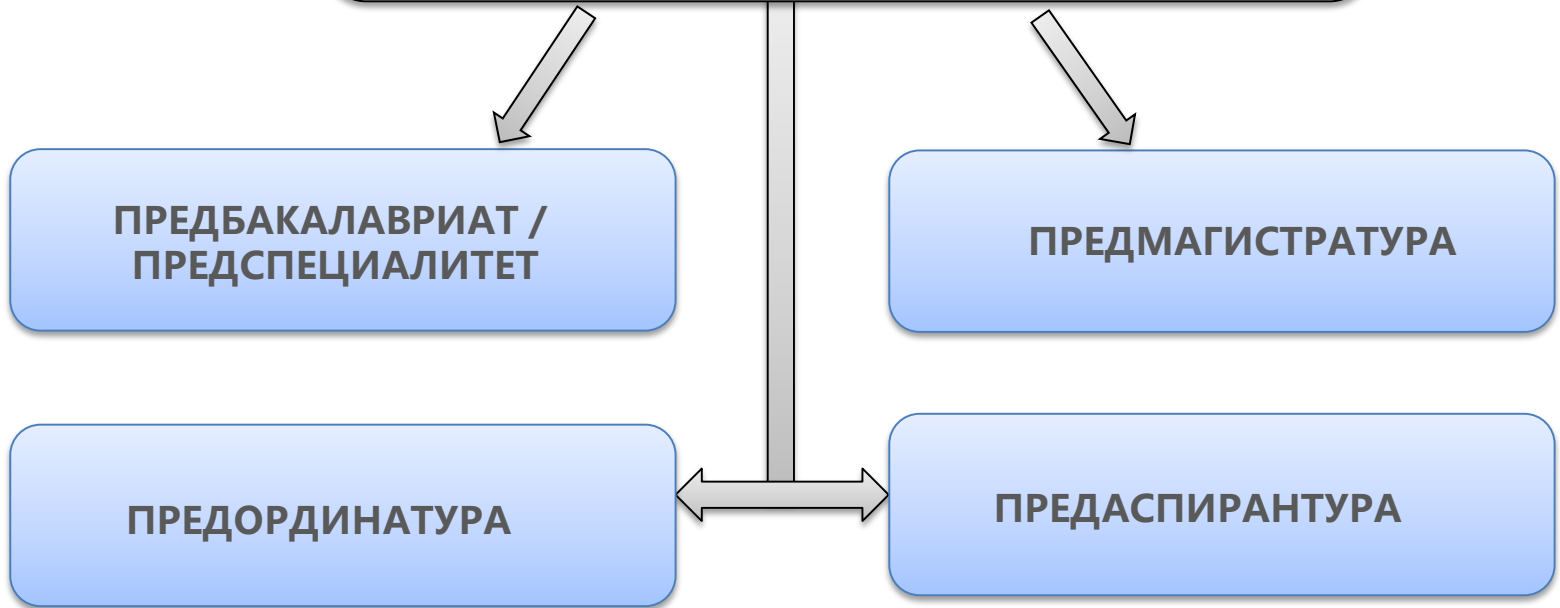 ПРЕДБАКАЛАВРИАТ /
ПРЕДСПЕЦИАЛИТЕТ
ПРЕДМАГИСТРАТУРА
ПРЕДОРДИНАТУРА
ПРЕДАСПИРАНТУРА